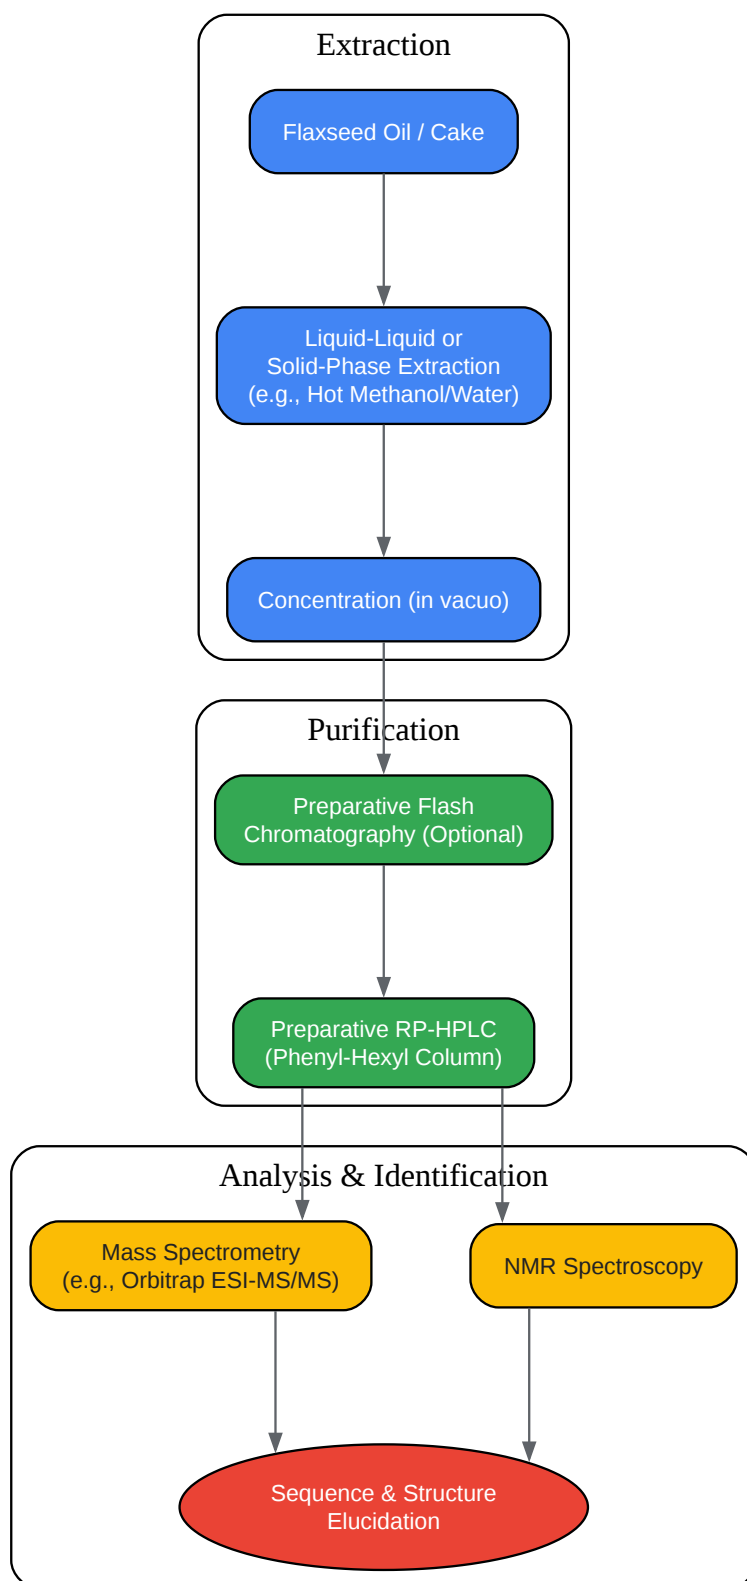 Extraction
Flaxseed Oil / Cake
Liquid-Liquid or
Solid-Phase Extraction
(e.g., Hot Methanol/Water)
Concentration (in vacuo)
Purification
Preparative Flash
Chromatography (Optional)
Preparative RP-HPLC
(Phenyl-Hexyl Column)
Analysis & Identification
Mass Spectrometry
(e.g., Orbitrap ESI-MS/MS)
NMR Spectroscopy
Sequence & Structure
Elucidation